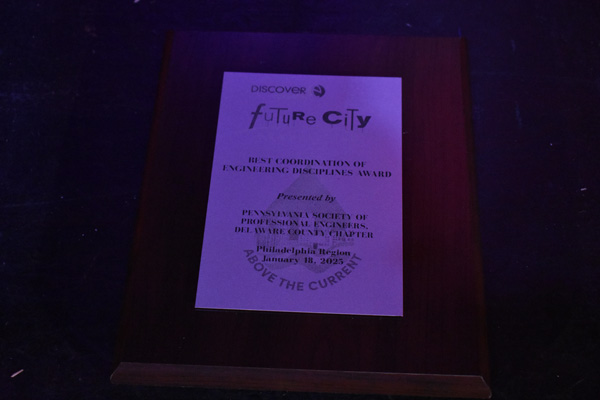 DISCOVER
FUTURE CITY
BEST COORDINATION OF
ENGINEERING DISCIPLINES AWARD
Presented by
PENNSYLVANIA SOCIETY OF
PROFESSIONAL ENGINEERS,
DELAWARE COUNTY CHAPTER
Philadelphia Region
January 18, 2025
ABOVE THE CURRENT